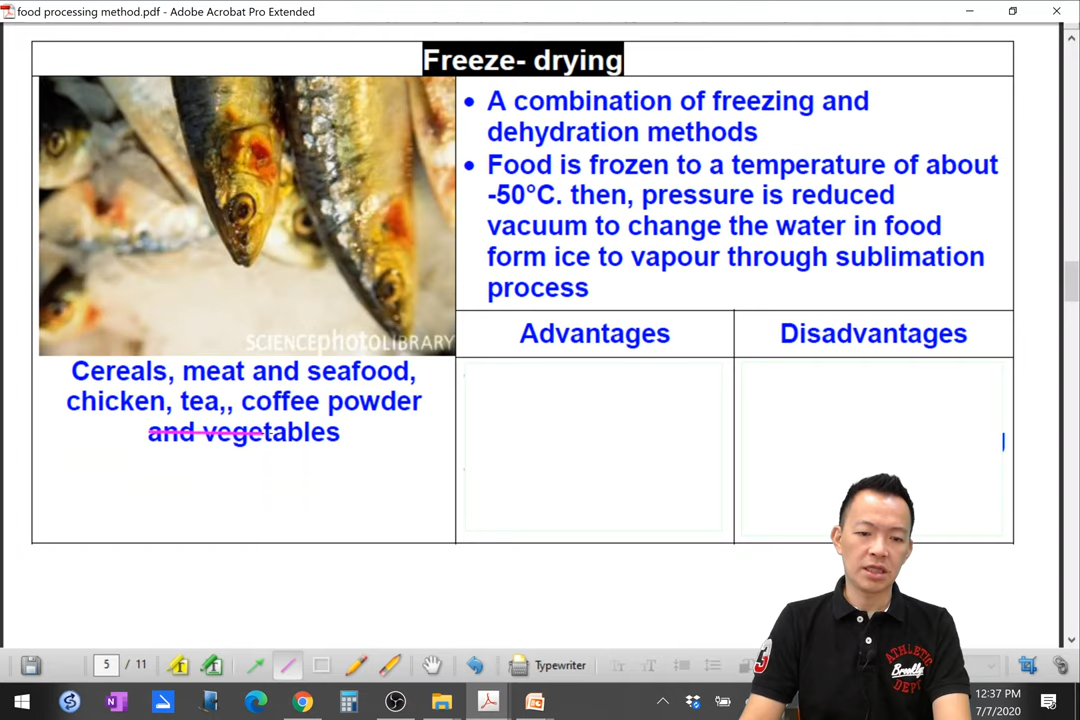 food processing method.pdf - Adobe Acrobat Pro Extended
Freeze- drying
• A combination of freezing and
dehydration methods
• Food is frozen to a temperature of about
-50°C. then, pressure is reduced
vacuum to change the water in food
form ice to vapour through sublimation
process
SCIENCEPHOTOLIBRARY
Advantages
Disadvantages
Cereals, meat and seafood,
chicken, tea,, coffee powder
and vegetables
ATHLETIC
Brooklyn
DEPT
5 / 11
Typewriter
12:37 PM
7/7/2020